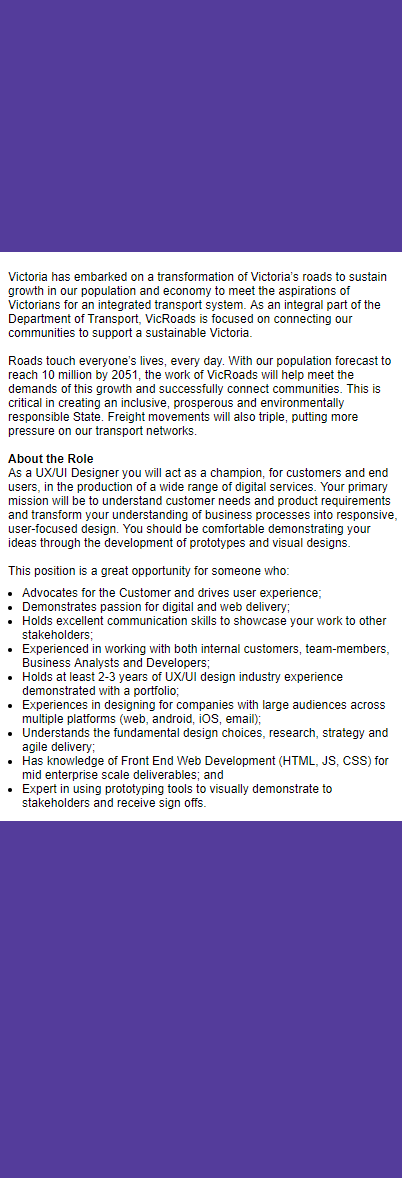 Victoria has embarked on a transformation of Victoria's roads to sustain
growth in our population and economy to meet the aspirations of
Victorians for an integrated transport system. As an integral part of the
Department of Transport, VicRoads is focused on connecting our
communities to support a sustainable Victoria.
Roads touch everyone's lives, every day. With our population forecast to
reach 10 million by 2051, the work of VicRoads will help meet the
demands of this growth and successfully connect communities. This is
critical in creating an inclusive, prosperous and environmentally
responsible State. Freight movements will also triple, putting more
pressure on our transport networks.
About the Role
As a UX/UI Designer you will act as a champion, for customers and end
users, in the production of a wide range of digital services. Your primary
mission will be to understand customer needs and product requirements
and transform your understanding of business processes into responsive,
user-focused design. You should be comfortable demonstrating your
ideas through the development of prototypes and visual designs.
This position is a great opportunity for someone who:
• Advocates for the Customer and drives user experience;
• Demonstrates passion for digital and web delivery;
• Holds excellent communication skills to showcase your work to other
stakeholders;
• Experienced in working with both internal customers, team-members,
Business Analysts and Developers;
• Holds at least 2-3 years of UX/UI design industry experience
demonstrated with a portfolio;
• Experiences in designing for companies with large audiences across
multiple platforms (web, android, iOS, email);
• Understands the fundamental design choices, research, strategy and
agile delivery;
• Has knowledge of Front End Web Development (HTML, JS, CSS) for
mid enterprise scale deliverables; and
• Expert in using prototyping tools to visually demonstrate to
stakeholders and receive sign offs.